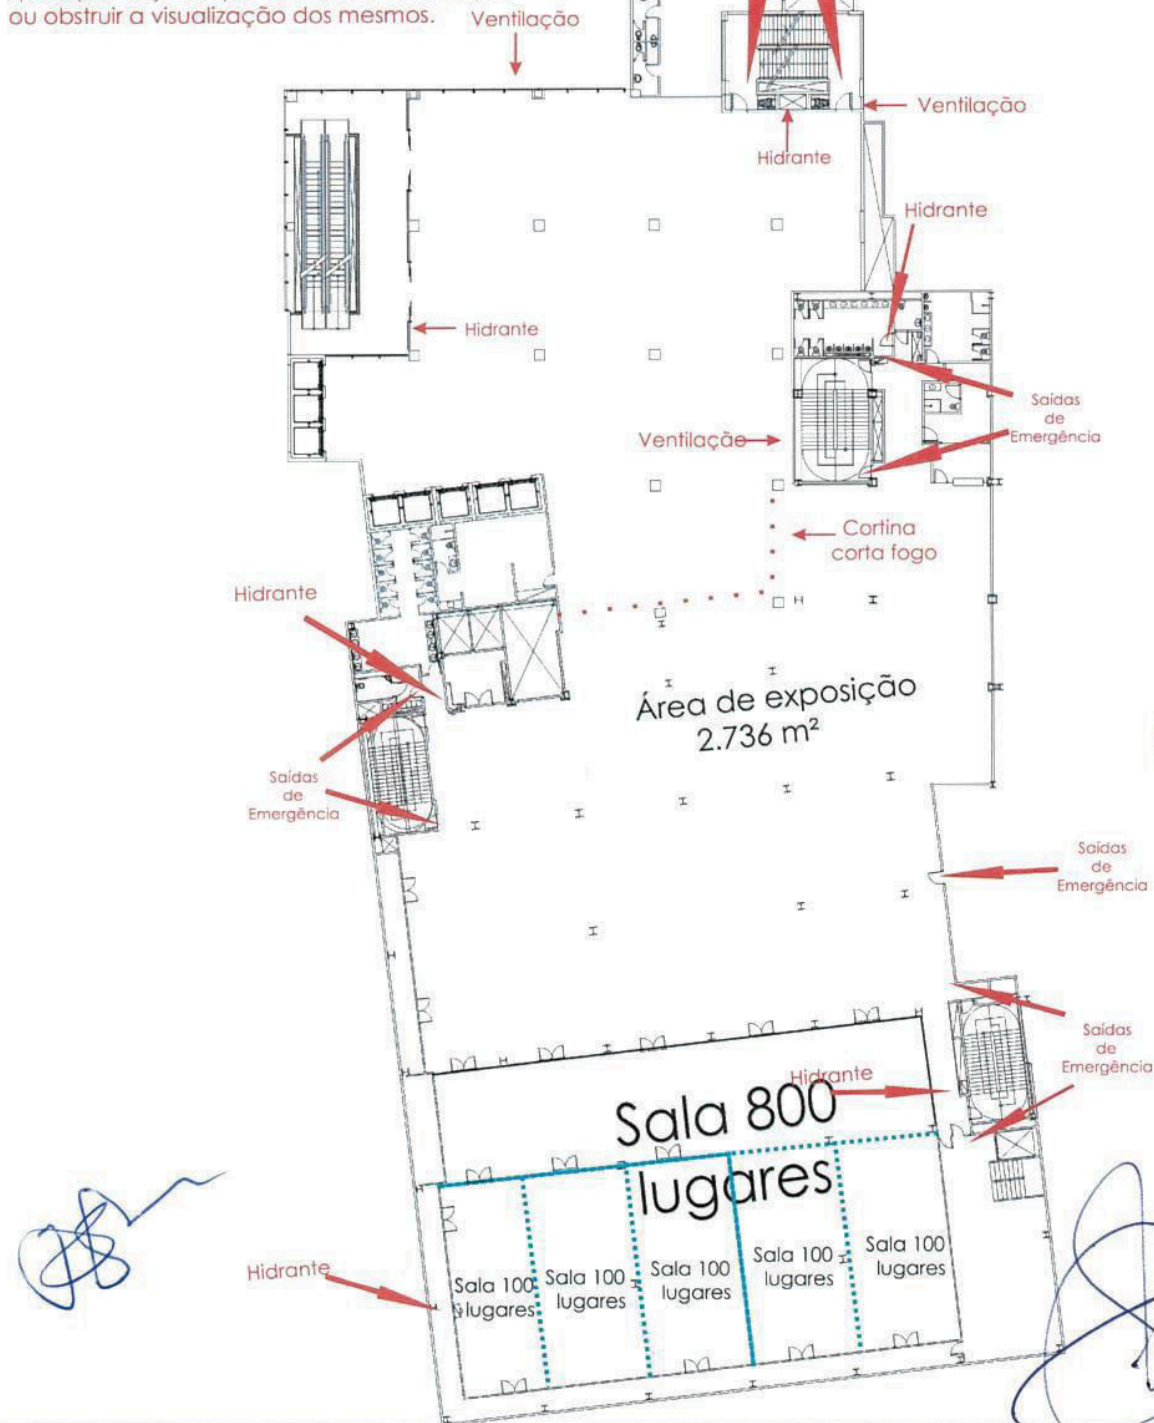 ou obstruir a visualização dos mesmos.
Ventilação
Ventilação
Hidrante
Hidrante
Hidrante
Saídas
de
Emergência
Ventilação
Cortina
corta fogo
Hidrante
Área de exposição
2.736 m²
Saídas
de
Emergência
Saídas
de
Emergência
Saídas
de
Emergência
Hidrante
Sala 800
lugares
Sala 100
lugares
Sala 100
lugares
Sala 100
lugares
Sala 100
lugares
Sala 100
lugares
Hidrante